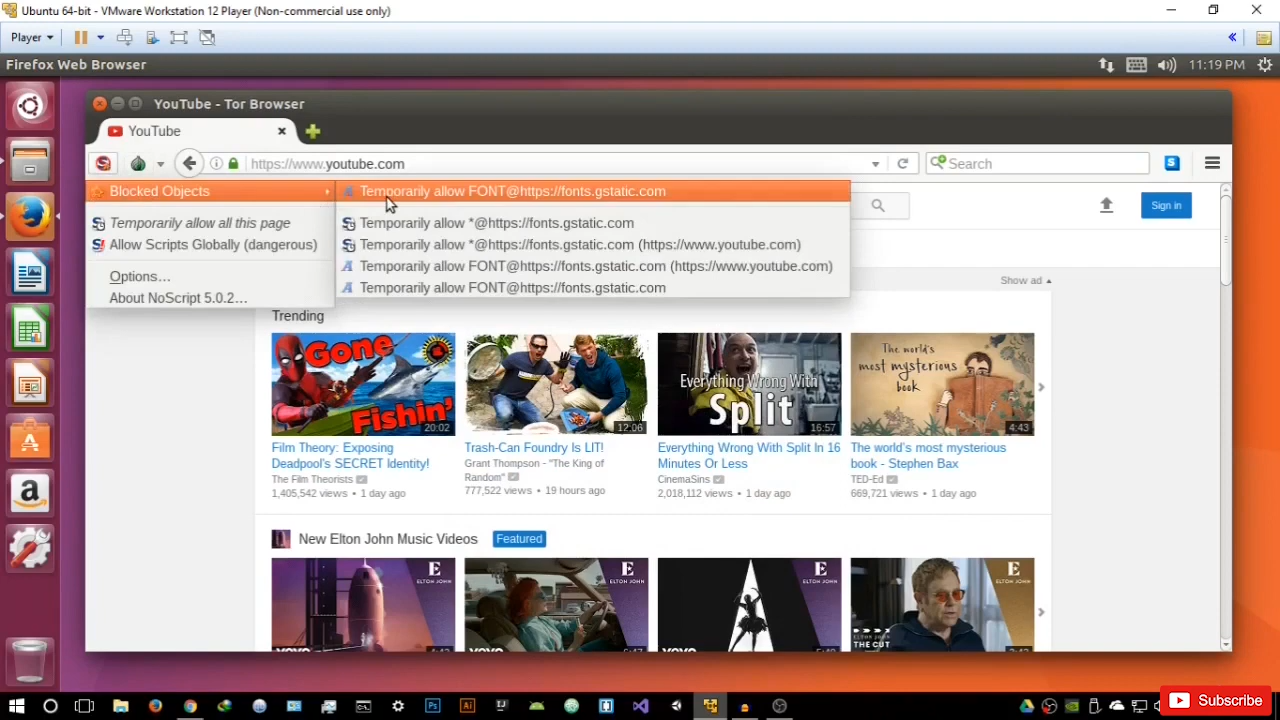 Ubuntu 64-bit - VMware Workstation 12 Player (Non-commercial use only)
Player
Firefox Web Browser
11:19 PM
YouTube - Tor Browser
YouTube
https://www.youtube.com
Search
Blocked Objects
Temporarily allow FONT@https://fonts.gstatic.com
Temporarily allow all this page
Temporarily allow *@https://fonts.gstatic.com
Allow Scripts Globally (dangerous)
Temporarily allow *@https://fonts.gstatic.com (https://www.youtube.com)
Temporarily allow FONT@https://fonts.gstatic.com (https://www.youtube.com)
Options…
Temporarily allow FONT@https://fonts.gstatic.com
About NoScript 5.0.2…
Sign in
Show ad
Trending
Gone
Fishin'
20:02
12:06
Everything Wrong With
Split
16:57
The world's
most mysterious
book
4:43
Film Theory: Exposing
Deadpool's SECRET Identity!
The Film Theorists
1,405,542 views • 1 day ago
Trash-Can Foundry Is LIT!
Grant Thompson - "The King of
Random"
777,522 views • 19 hours ago
Everything Wrong With Split In 16
Minutes Or Less
CinemaSins
2,018,112 views • 1 day ago
The world's most mysterious
book - Stephen Bax
TED-Ed
669,721 views • 1 day ago
New Elton John Music Videos
Featured
E
ELTON JOHN
E
ELTON JOHN
E
ELTON JOHN
E
ELTON JOHN
THE CUT
Subscribe